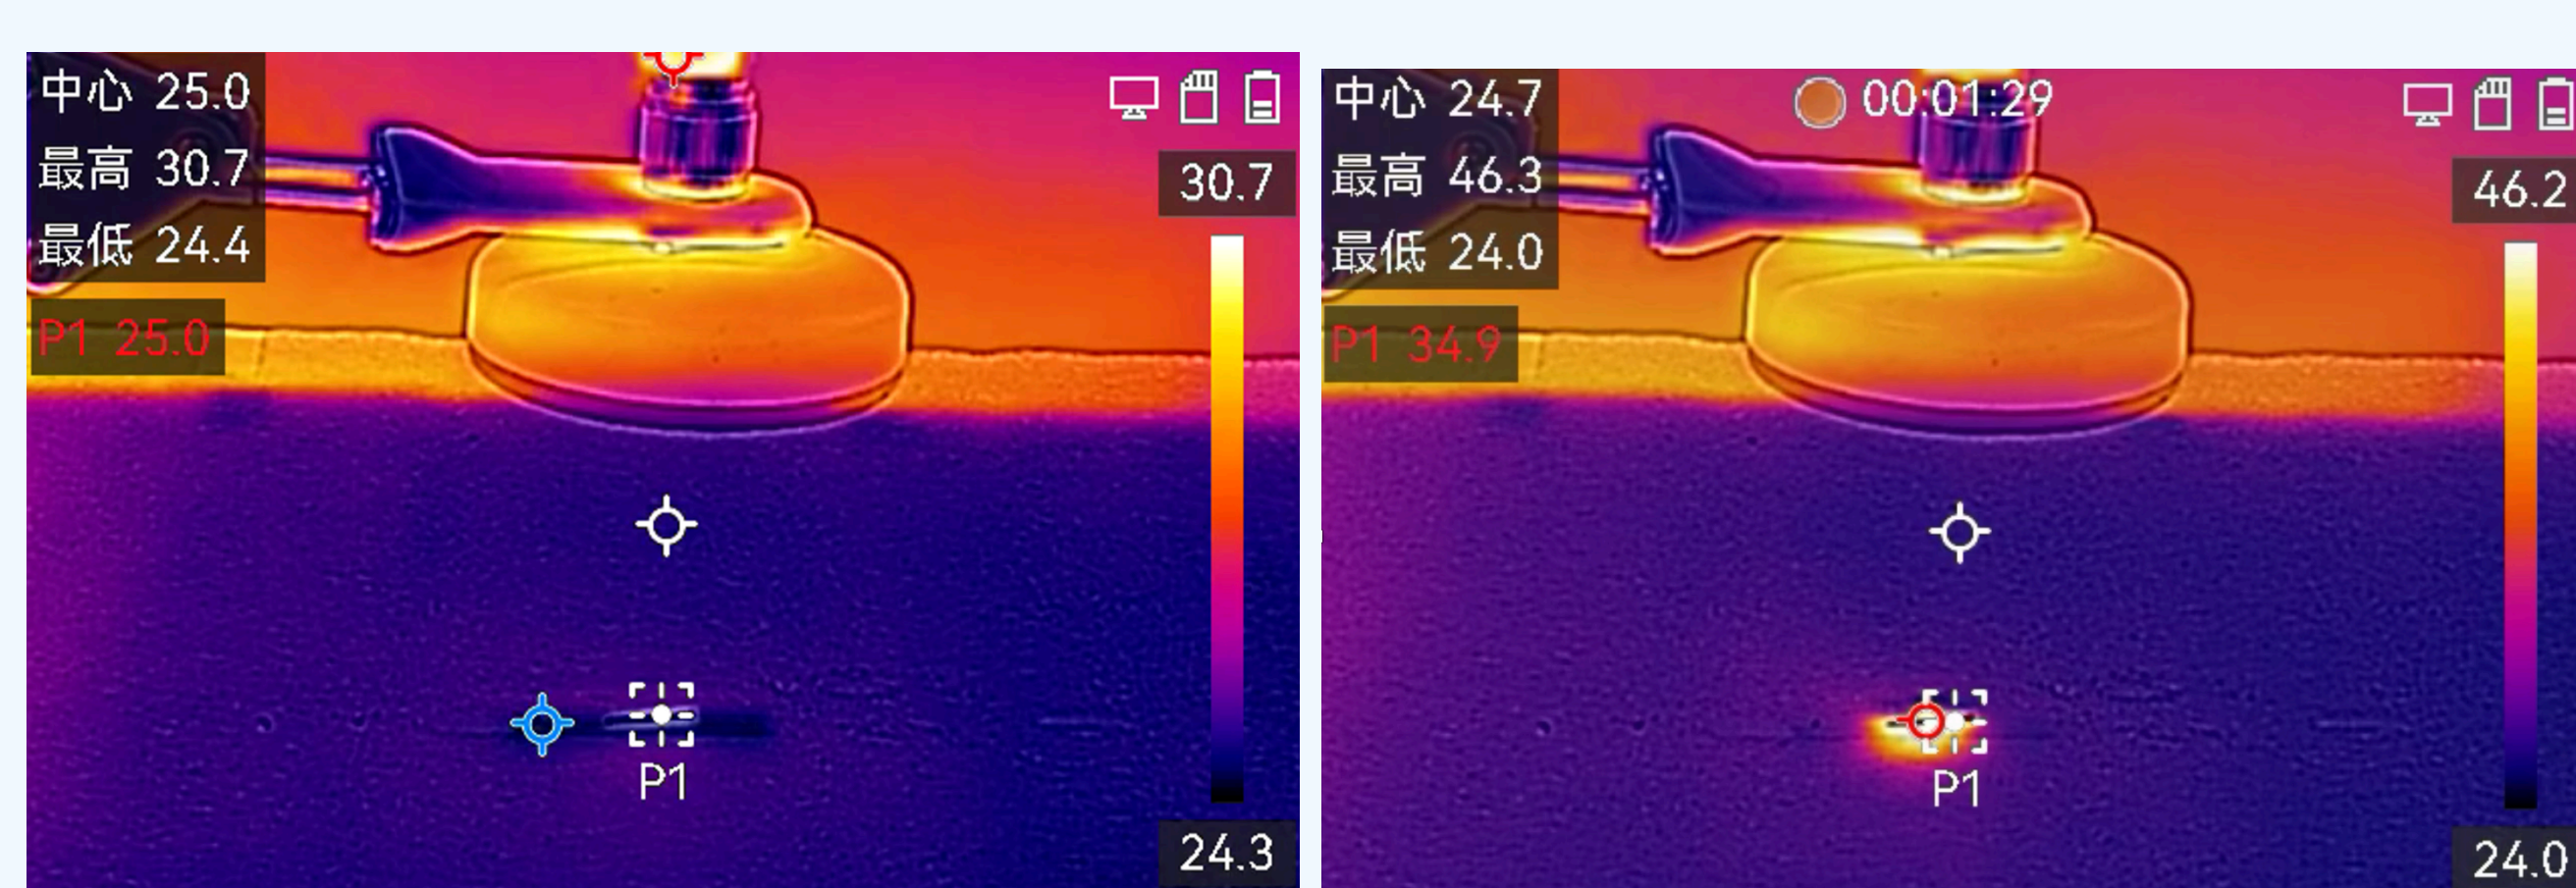 中心 25.0
最高 30.7
最低 24.4
P1 25.0
30.7
P1
24.3
中心 24.7
00:01:29
最高 46.3
最低 24.0
P1 34.9
46.2
P1
24.0